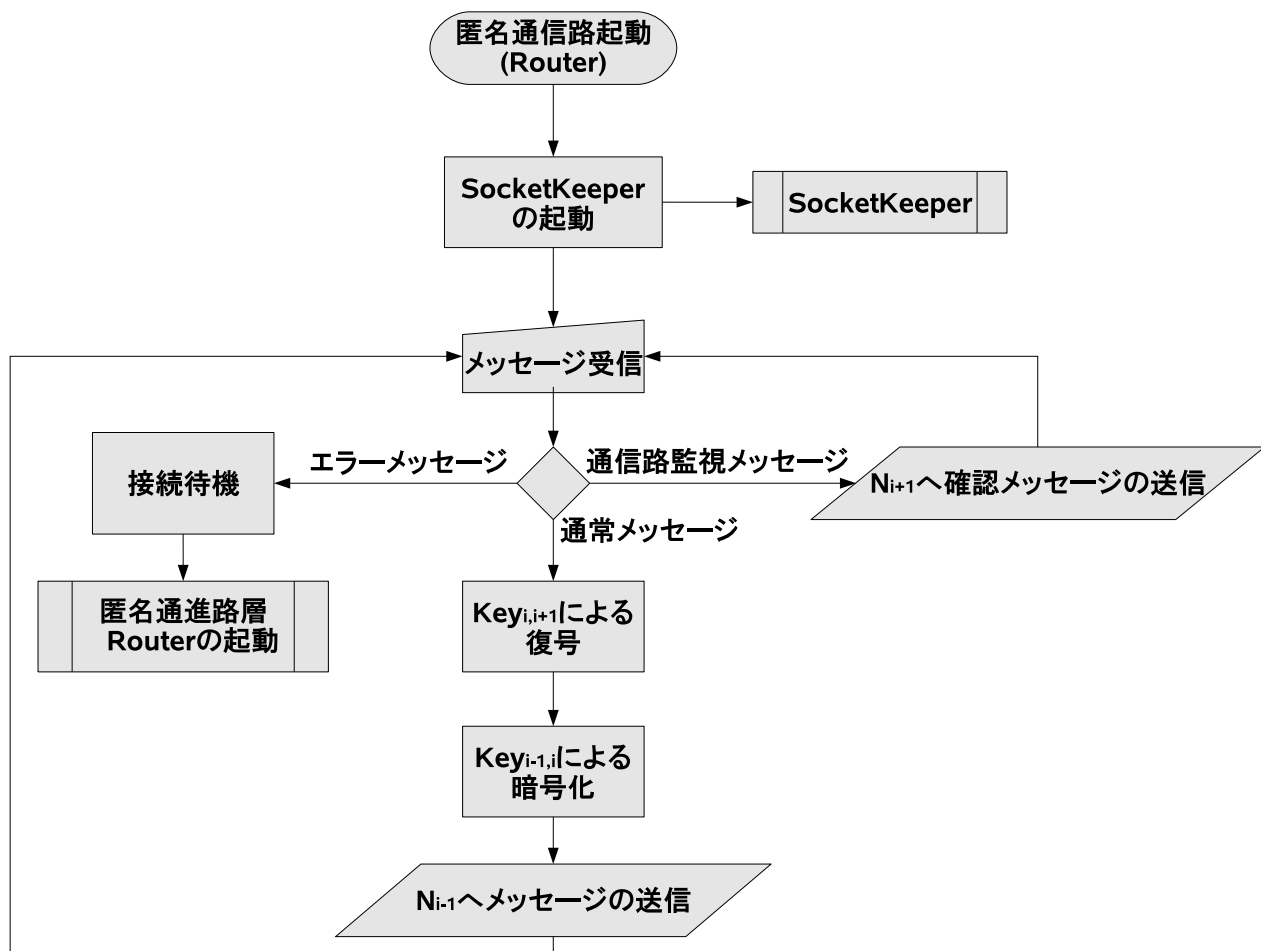 匿名通信路起動
(Router)
SocketKeeper
の起動
SocketKeeper
メッセージ受信
エラーメッセージ
通信路監視メッセージ
接続待機
Ni+1へ確認メッセージの送信
通常メッセージ
匿名通進路層
Routerの起動
Keyi,i+1による
復号
Keyi-1,iによる
暗号化
Ni-1へメッセージの送信